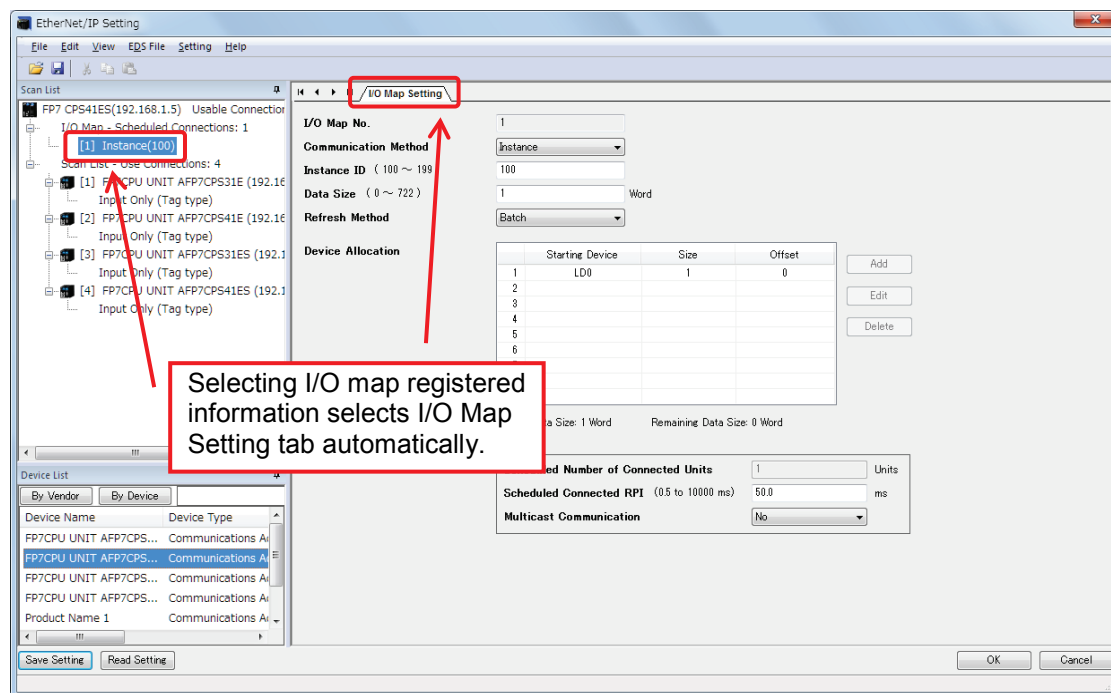 EtherNet/IP Setting
File Edit View EDS File Setting Help
Scan List
I/O Map Setting
FP7 CPS41ES(192.168.1.5) Usable Connection
I/O Map - Scheduled Connections: 1
[1] Instance(100)
Scan List - Use Connections: 4
[1] FP7CPU UNIT AFP7CPS31E (192.16
Input Only (Tag type)
[2] FP7CPU UNIT AFP7CPS41E (192.16
Input Only (Tag type)
[3] FP7CPU UNIT AFP7CPS31ES (192.1
Input Only (Tag type)
[4] FP7CPU UNIT AFP7CPS41ES (192.1
Input Only (Tag type)
I/O Map No. 1
Communication Method Instance
Instance ID ( 100 ~ 199 100
Data Size ( 0 ~ 722 ) 1 Word
Refresh Method Batch
Device Allocation
Starting Device Size Offset
1 LD0 1 0
2
3
4
5
6
Add
Edit
Delete
Selecting I/O map registered
information selects I/O Map
Setting tab automatically.
Size: 1 Word Remaining Data Size: 0 Word
Number of Connected Units 1 Units
Scheduled Connected RPI (0.5 to 10000 ms) 50.0 ms
Multicast Communication No
Device List
By Vendor By Device
Device Name Device Type
FP7CPU UNIT AFP7CPS... Communications A
FP7CPU UNIT AFP7CPS... Communications A
FP7CPU UNIT AFP7CPS... Communications A
FP7CPU UNIT AFP7CPS... Communications A
Product Name 1 Communications A
Save Setting Read Setting OK Cancel